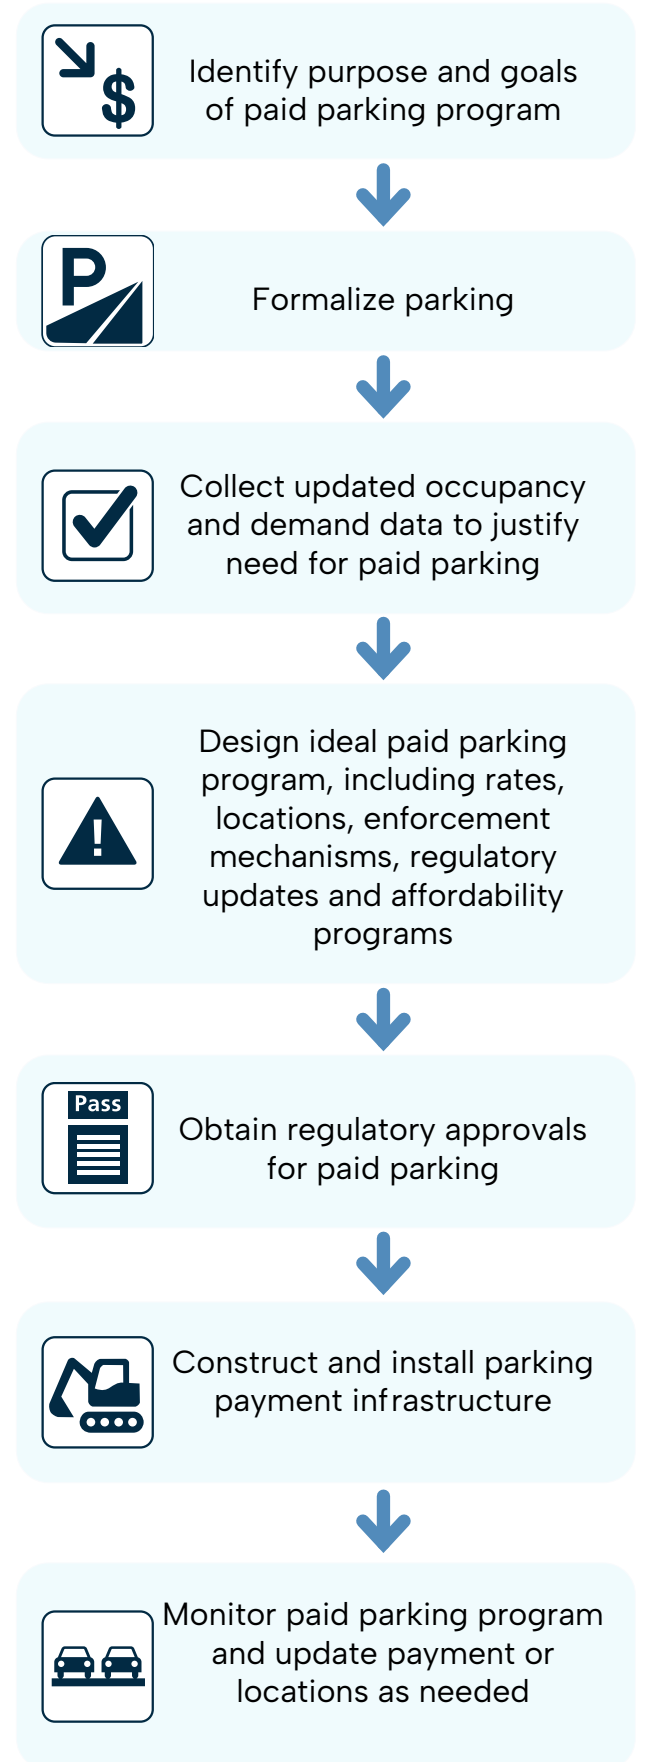 $
Identify purpose and goals
of paid parking program
P
Formalize parking
Collect updated occupancy
and demand data to justify
need for paid parking
Design ideal paid parking
program, including rates,
locations, enforcement
mechanisms, regulatory
updates and affordability
programs
!
Pass
Obtain regulatory approvals
for paid parking
Construct and install parking
payment infrastructure
Monitor paid parking program
and update payment or
locations as needed